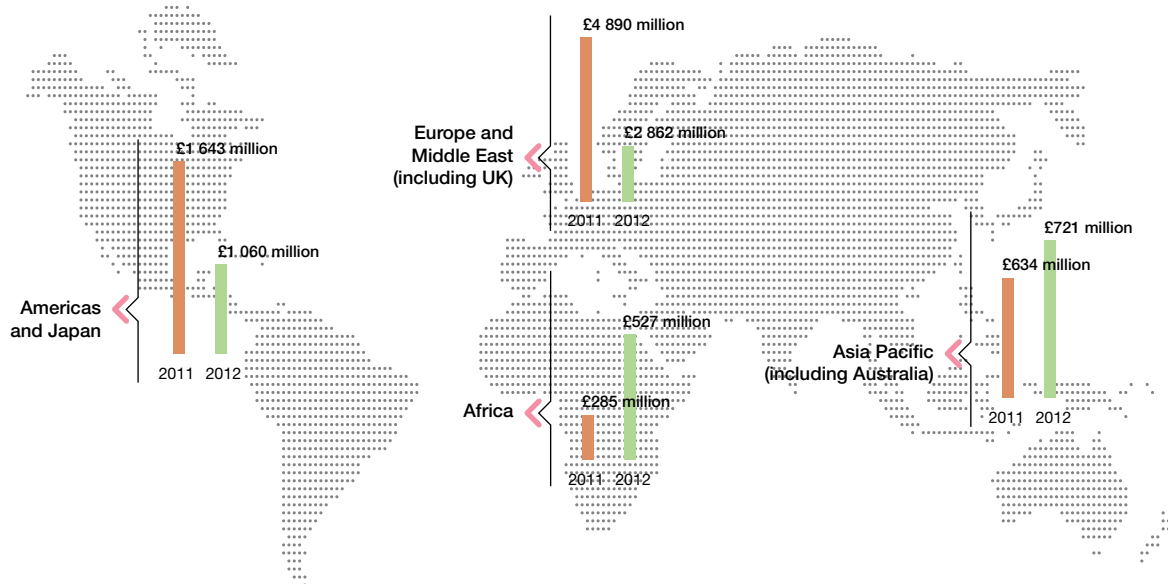 £1 643 million
£1 060 million
Americas
and Japan
2011 2012
£4 890 million
£2 862 million
Europe and
Middle East
(including UK)
2011 2012
£527 million
£285 million
Africa
2011 2012
£721 million
£634 million
Asia Pacific
(including Australia)
2011 2012